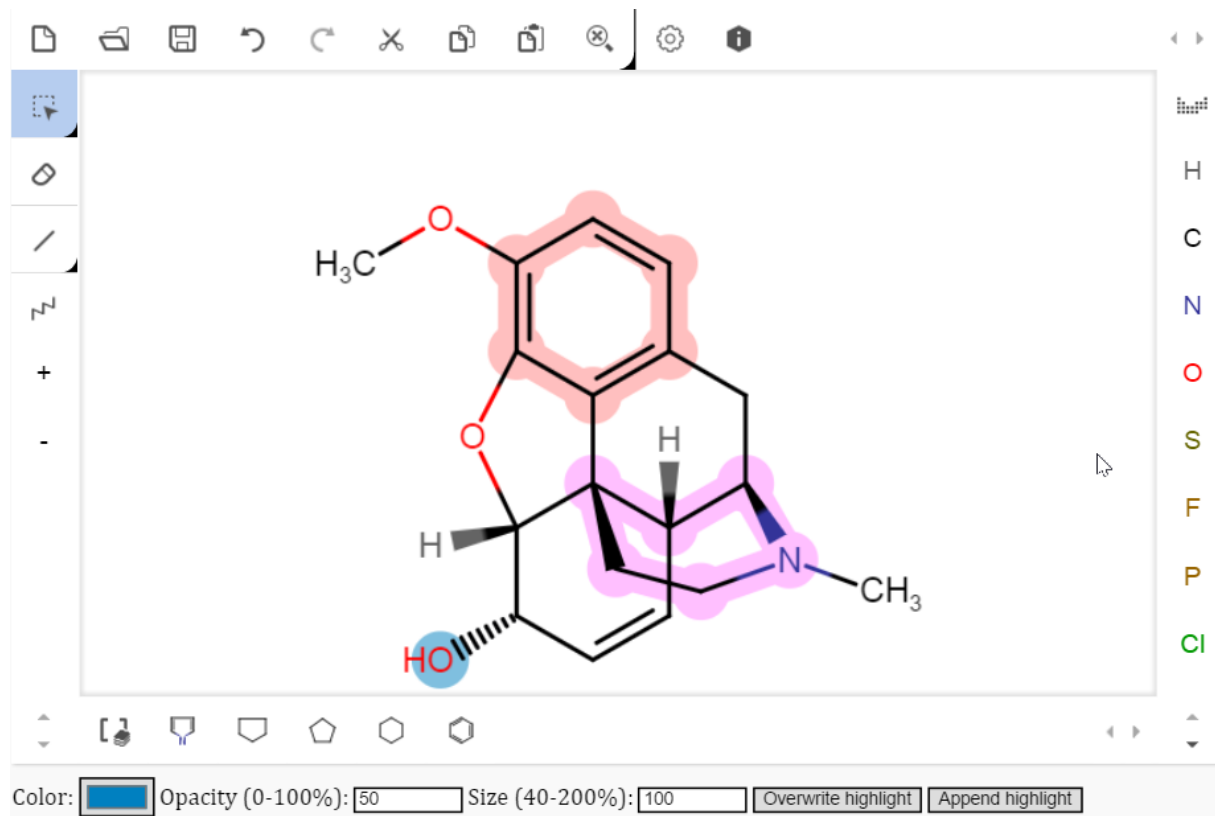 H
C
N
O
S
F
P
Cl
+
-
O
H₃C
O
H
H
N
CH₃
HO
Color: Opacity (0-100%): 50 Size (40-200%): 100 Overwrite highlight Append highlight